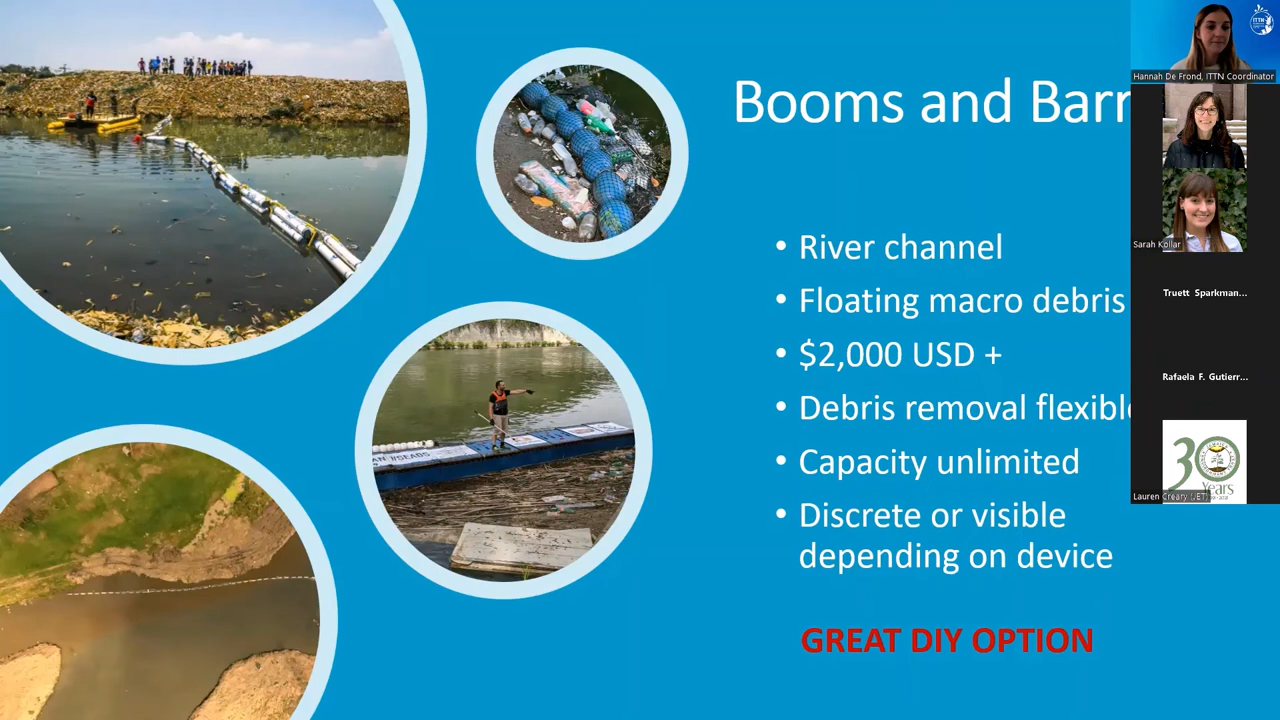 Booms and Barr
• River channel
• Floating macro debris
• $2,000 USD +
• Debris removal flexible
• Capacity unlimited
• Discrete or visible
depending on device
GREAT DIY OPTION
Hannah De Frond, ITTN Coordinator
ITTN
Sarah Kollar
Truett Sparkman...
Rafaela F. Gutierr...
30
Years
Lauren Creary (JET)